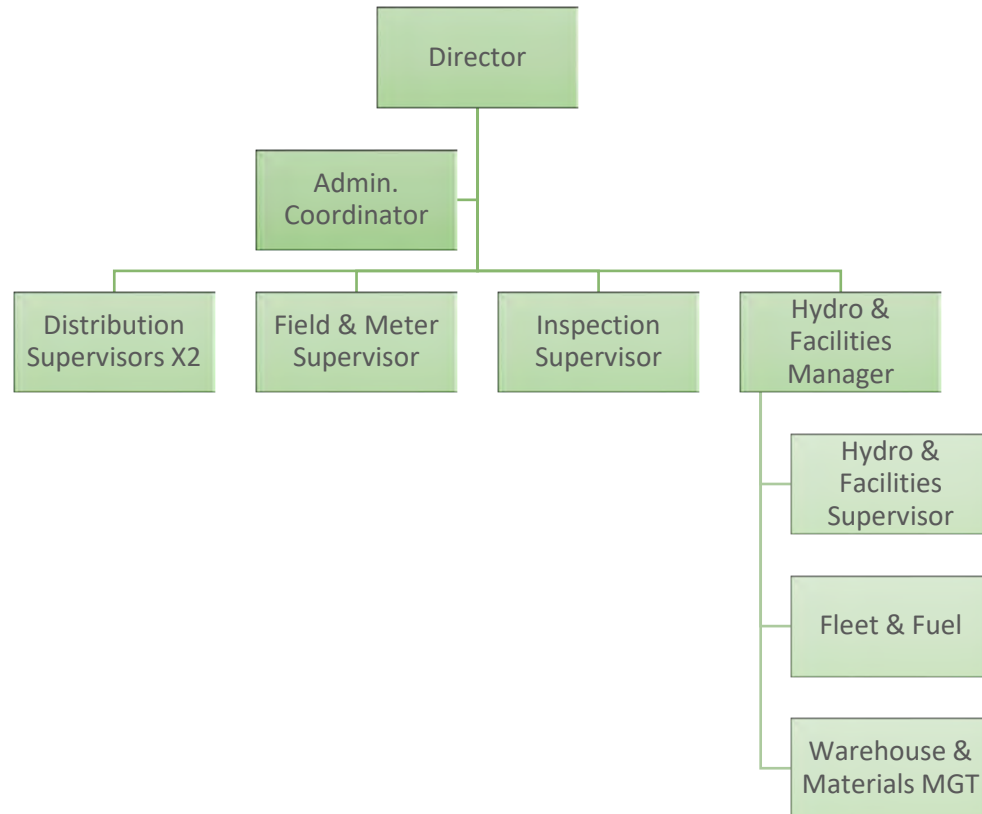 Director
Admin.
Coordinator
Distribution
Supervisors X2
Field & Meter
Supervisor
Inspection
Supervisor
Hydro &
Facilities
Manager
Hydro &
Facilities
Supervisor
Fleet & Fuel
Warehouse &
Materials MGT